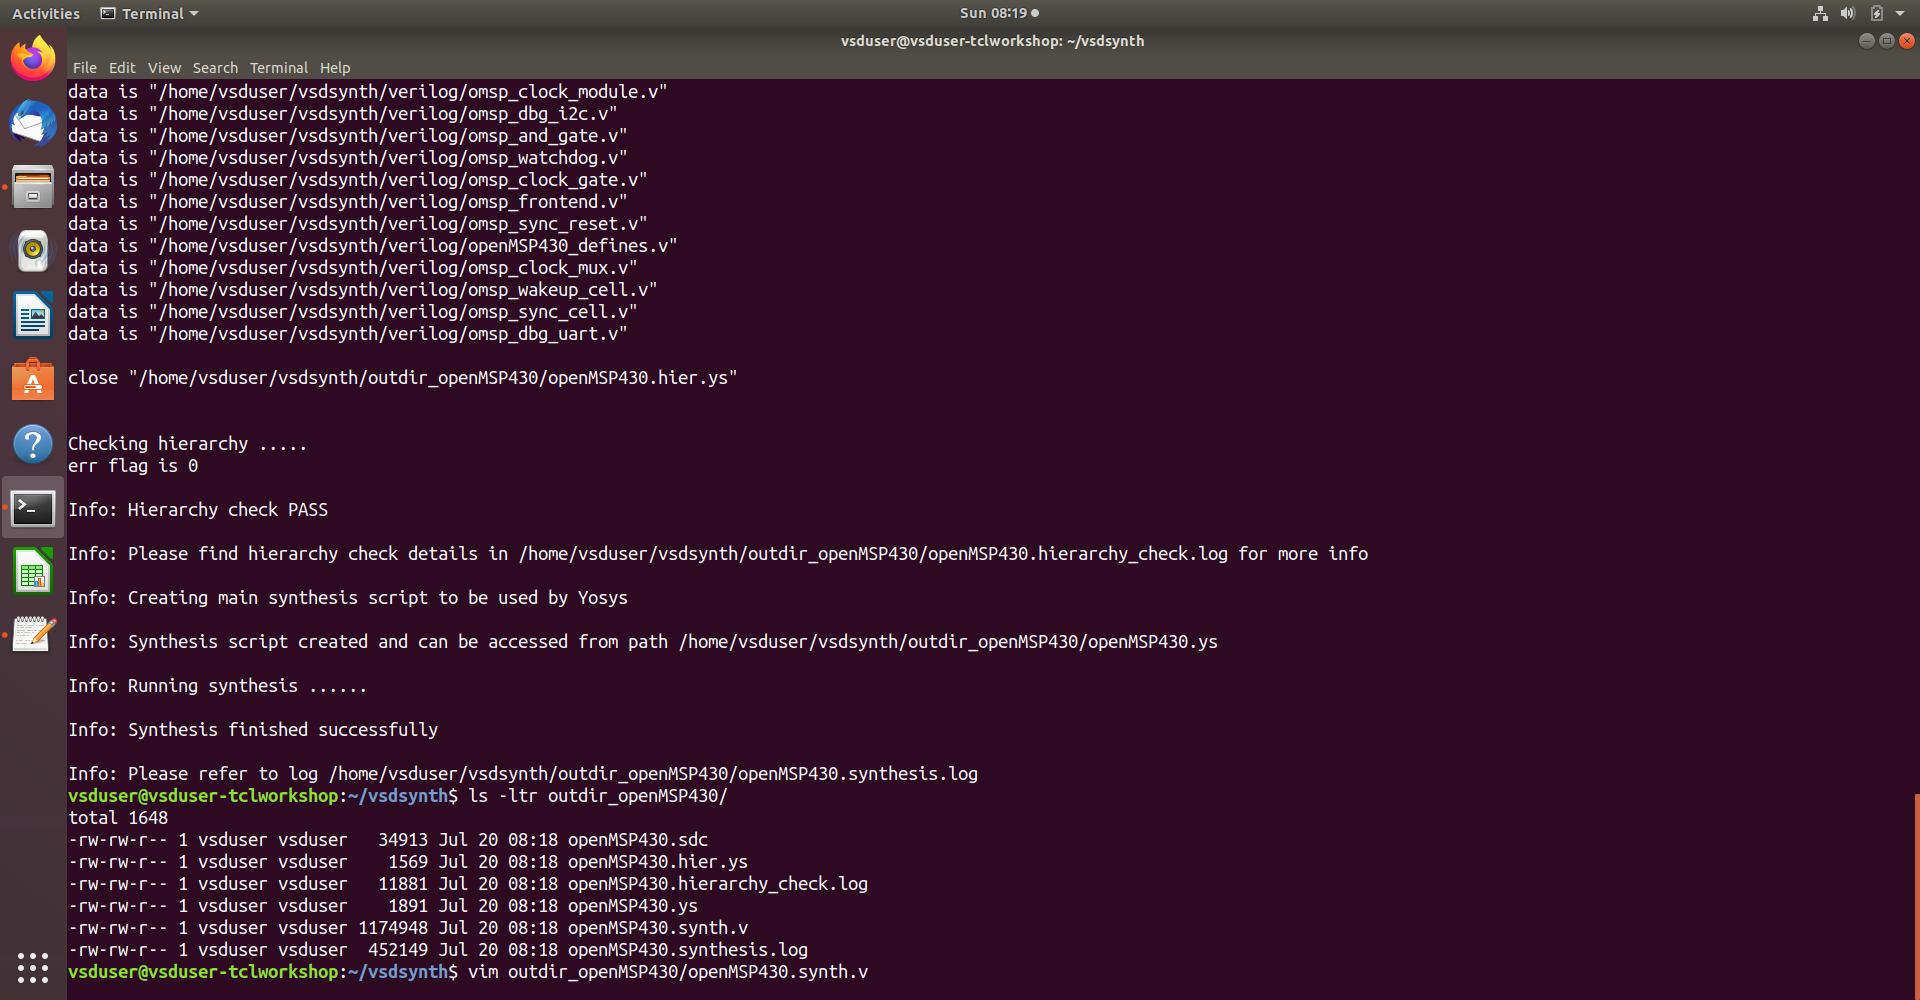 Activities Terminal Sun 08:19
vsduser@vsduser-tclworkshop: ~/vsdsynth
File Edit View Search Terminal Help
data is "/home/vsduser/vsdsynth/verilog/omsp_clock_module.v"
data is "/home/vsduser/vsdsynth/verilog/omsp_dbg_i2c.v"
data is "/home/vsduser/vsdsynth/verilog/omsp_and_gate.v"
data is "/home/vsduser/vsdsynth/verilog/omsp_watchdog.v"
data is "/home/vsduser/vsdsynth/verilog/omsp_clock_gate.v"
data is "/home/vsduser/vsdsynth/verilog/omsp_frontend.v"
data is "/home/vsduser/vsdsynth/verilog/omsp_sync_reset.v"
data is "/home/vsduser/vsdsynth/verilog/openMSP430_defines.v"
data is "/home/vsduser/vsdsynth/verilog/omsp_clock_mux.v"
data is "/home/vsduser/vsdsynth/verilog/omsp_wakeup_cell.v"
data is "/home/vsduser/vsdsynth/verilog/omsp_sync_cell.v"
data is "/home/vsduser/vsdsynth/verilog/omsp_dbg_uart.v"
close "/home/vsduser/vsdsynth/outdir_openMSP430/openMSP430.hier.ys"
Checking hierarchy .....
err flag is 0
Info: Hierarchy check PASS
Info: Please find hierarchy check details in /home/vsduser/vsdsynth/outdir_openMSP430/openMSP430.hierarchy_check.log for more info
Info: Creating main synthesis script to be used by Yosys
Info: Synthesis script created and can be accessed from path /home/vsduser/vsdsynth/outdir_openMSP430/openMSP430.ys
Info: Running synthesis ......
Info: Synthesis finished successfully
Info: Please refer to log /home/vsduser/vsdsynth/outdir_openMSP430/openMSP430.synthesis.log
vsduser@vsduser-tclworkshop:~/vsdsynth$ ls -ltr outdir_openMSP430/
total 1648
-rw-rw-r-- 1 vsduser vsduser   34913 Jul 20 08:18 openMSP430.sdc
-rw-rw-r-- 1 vsduser vsduser    1569 Jul 20 08:18 openMSP430.hier.ys
-rw-rw-r-- 1 vsduser vsduser   11881 Jul 20 08:18 openMSP430.hierarchy_check.log
-rw-rw-r-- 1 vsduser vsduser    1891 Jul 20 08:18 openMSP430.ys
-rw-rw-r-- 1 vsduser vsduser 1174948 Jul 20 08:18 openMSP430.synth.v
-rw-rw-r-- 1 vsduser vsduser  452149 Jul 20 08:18 openMSP430.synthesis.log
vsduser@vsduser-tclworkshop:~/vsdsynth$ vim outdir_openMSP430/openMSP430.synth.v